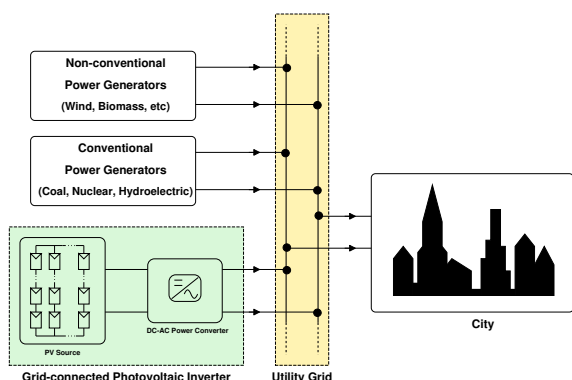 Non-conventional
Power Generators
(Wind, Biomass, etc)
Conventional
Power Generators
(Coal, Nuclear, Hydroelectric)
PV Source
DC-AC Power Converter
City
Grid-connected Photovoltaic Inverter
Utility Grid